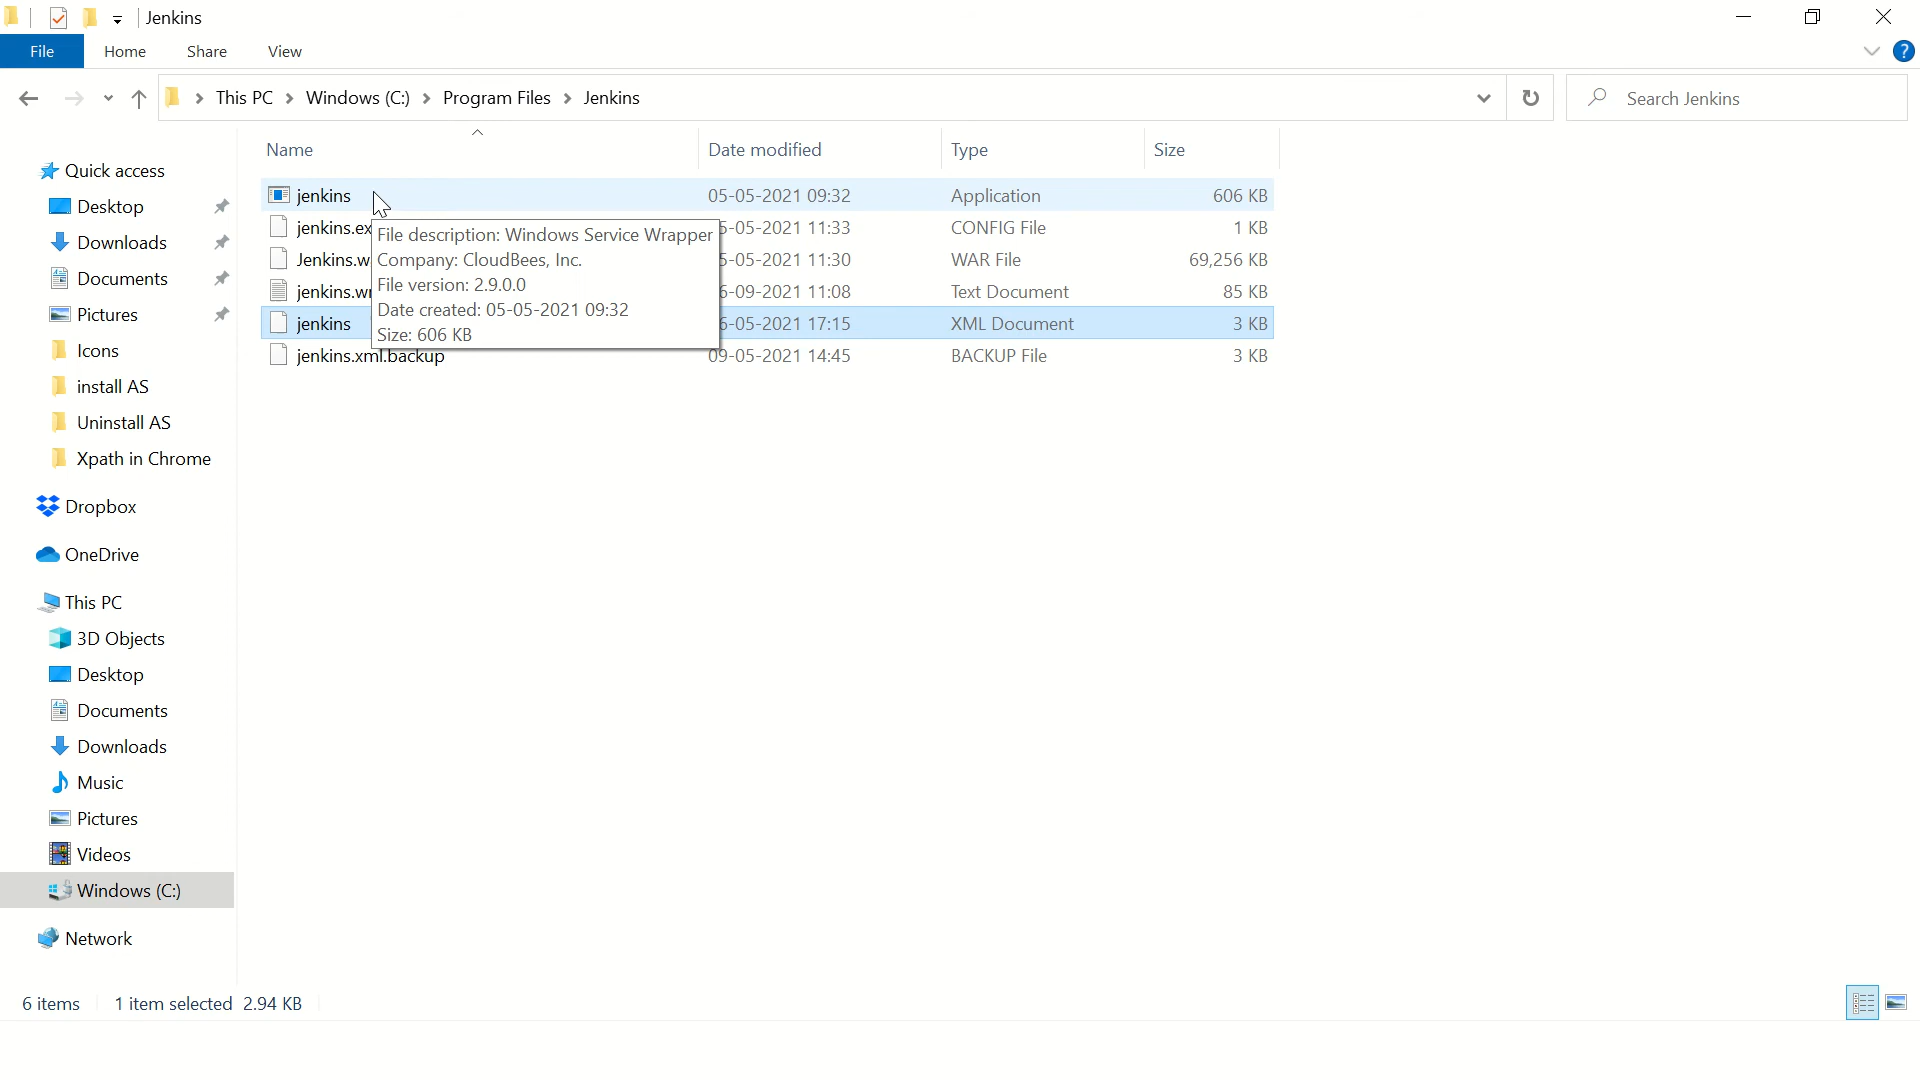 Jenkins
File Home Share View
This PC Windows (C:) Program Files Jenkins
Search Jenkins
Name Date modified Type Size
jenkins 05-05-2021 09:32 Application 606 KB
jenkins.ex 5-05-2021 11:33 CONFIG File 1 KB
Jenkins.w 5-05-2021 11:30 WAR File 69,256 KB
jenkins.wr 6-09-2021 11:08 Text Document 85 KB
jenkins 6-05-2021 17:15 XML Document 3 KB
jenkins.xml.backup 09-05-2021 14:45 BACKUP File 3 KB
File description: Windows Service Wrapper
Company: CloudBees, Inc.
File version: 2.9.0.0
Date created: 05-05-2021 09:32
Size: 606 KB
Quick access
Desktop
Downloads
Documents
Pictures
Icons
install AS
Uninstall AS
Xpath in Chrome
Dropbox
OneDrive
This PC
3D Objects
Desktop
Documents
Downloads
Music
Pictures
Videos
Windows (C:)
Network
6 items 1 item selected 2.94 KB